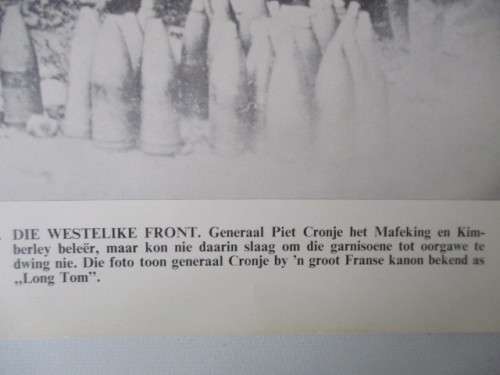 DIE WESTELIKE FRONT. Generaal Piet Cronje het Mafeking en Kim-
berley beleër, maar kon nie daarin slaag om die garnisoene tot oorgawe te
dwing nie. Die foto toon generaal Cronje by 'n groot Franse kanon bekend as
„Long Tom”.